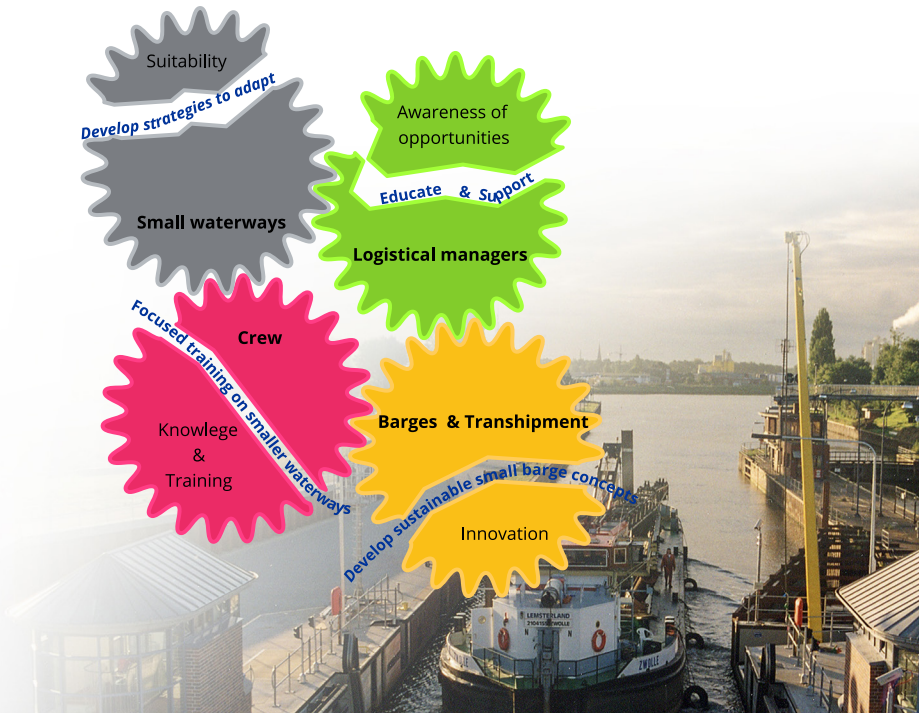 Suitability
Develop strategies to adapt
Small waterways
Awareness of
opportunities
Educate & Support
Logistical managers
Focused training on smaller waterways
Crew
Knowlege
&
Training
Barges & Transhipment
Develop sustainable small barge concepts
Innovation
LEMSTERLAND
ZWOLLE